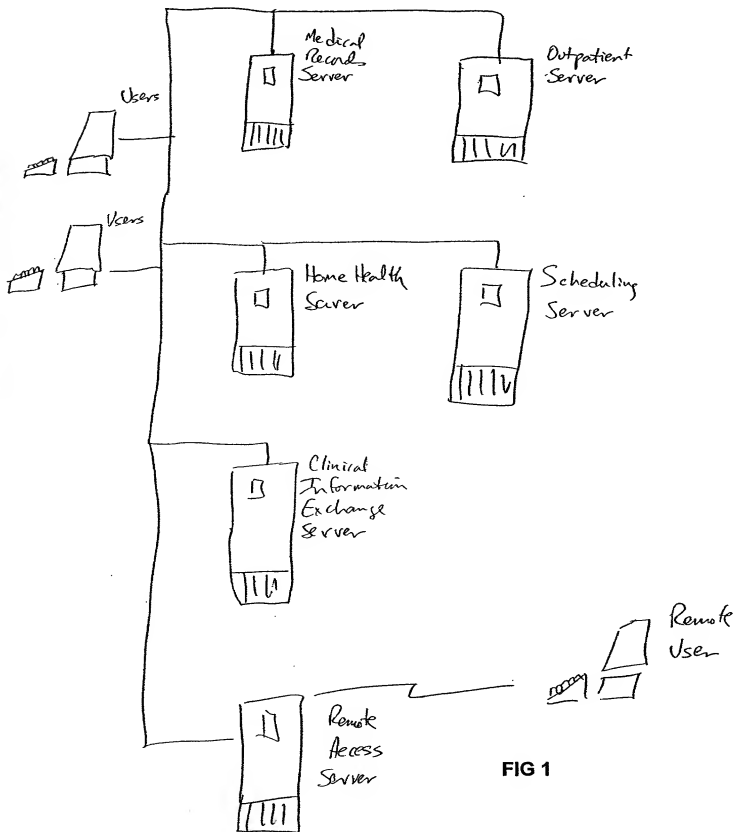 Medical
Records
Server
Outpatient
Server
Users
Users
Home Health
Server
Scheduling
Server
Clinical
Information
Exchange
Server
Remote
User
Remote
Access
Server
FIG 1